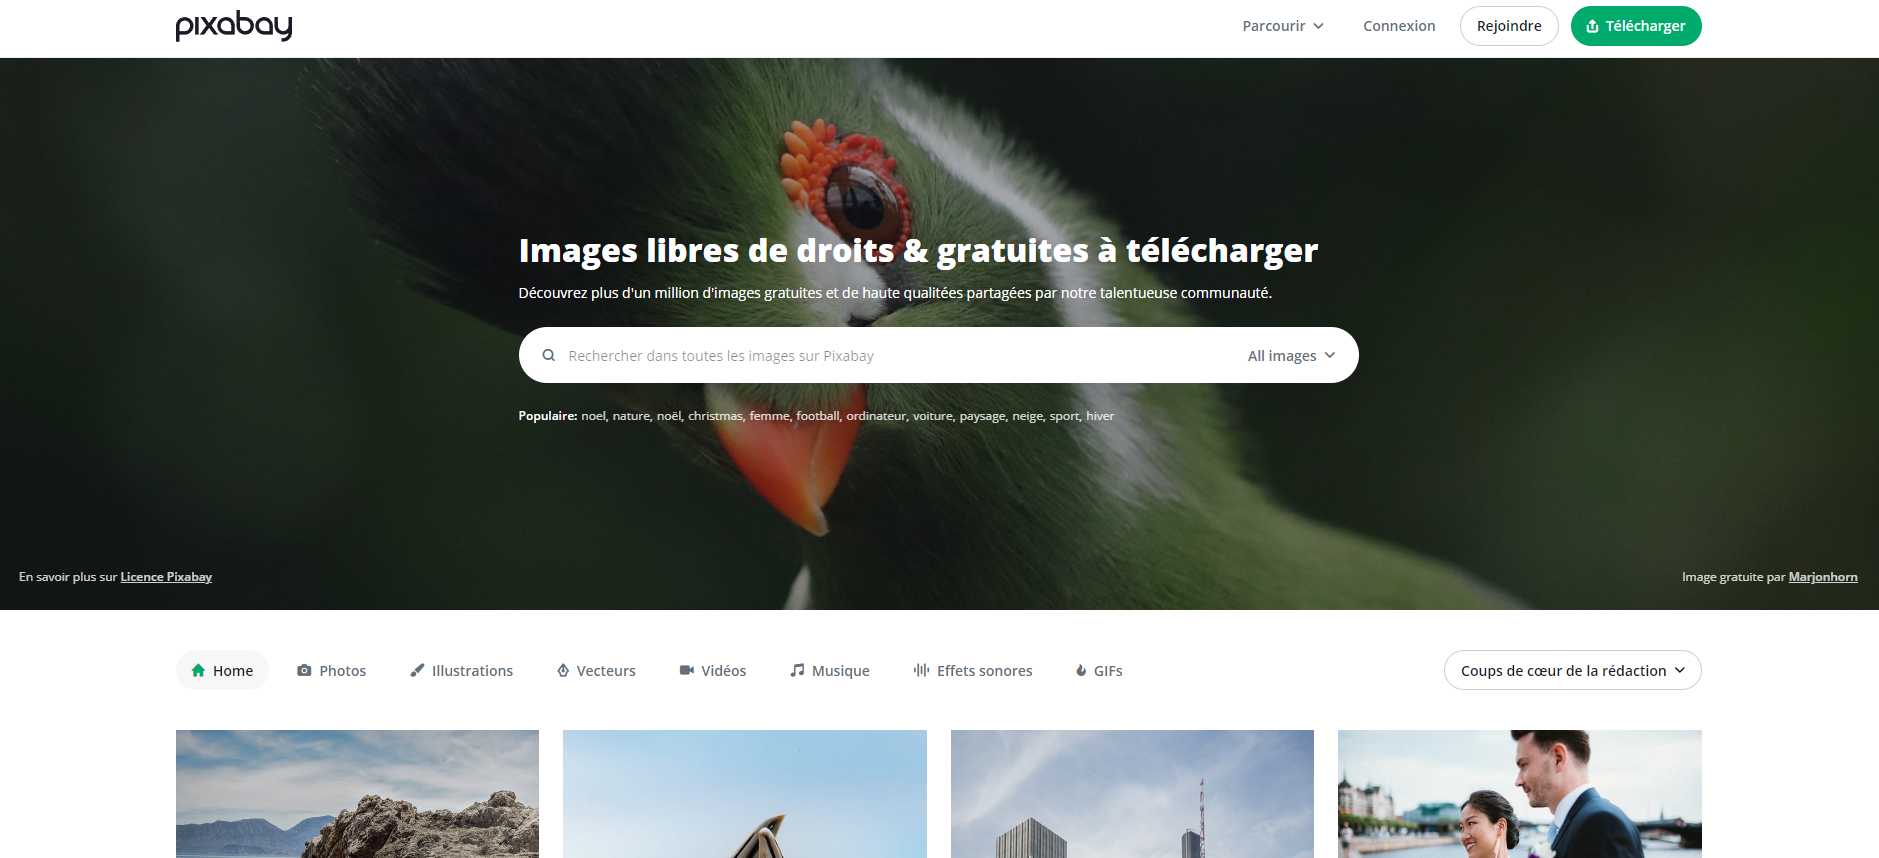 pixabay
Parcourir Connexion Rejoindre Télécharger
Images libres de droits & gratuites à télécharger
Découvrez plus d'un million d'images gratuites et de haute qualitées partagées par notre talentueuse communauté.
Rechercher dans toutes les images sur Pixabay All images
Populaire: noel, nature, noël, christmas, femme, football, ordinateur, voiture, paysage, neige, sport, hiver
En savoir plus sur Licence Pixabay Image gratuite par Marjonhorn
Home Photos Illustrations Vecteurs Vidéos Musique Effets sonores GIFs Coups de cœur de la rédaction